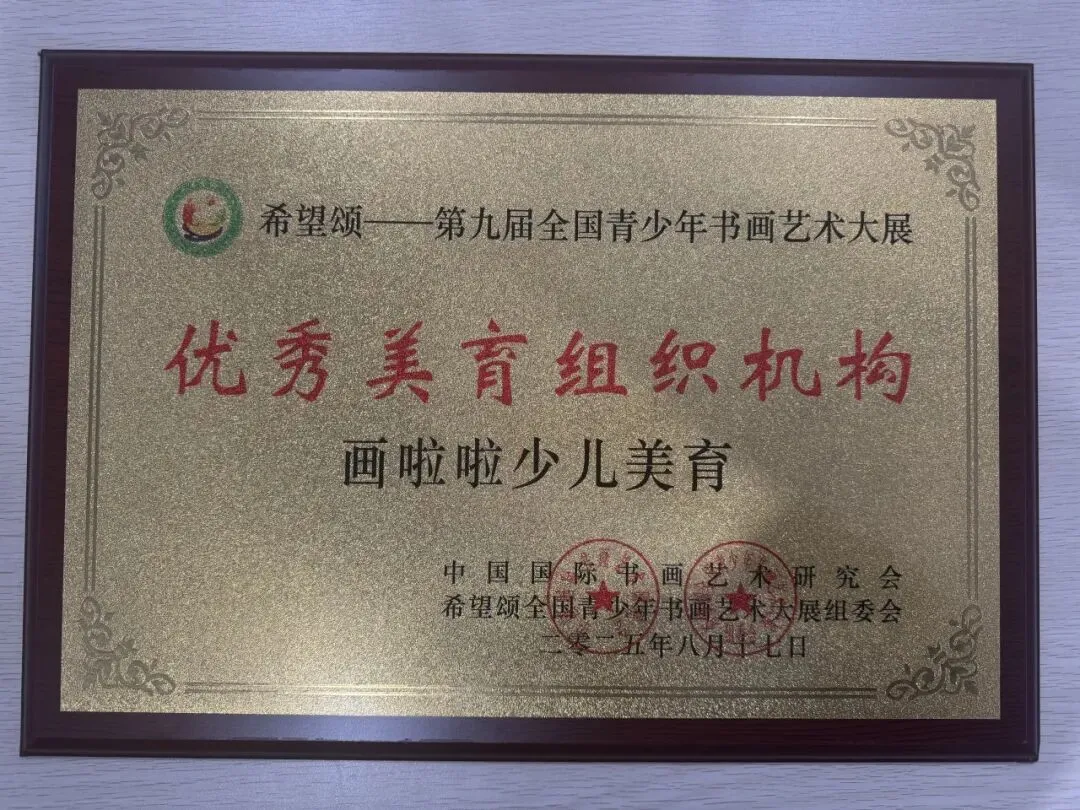 希望颂——第九届全国青少年书画艺术大展
优秀美育组织机构
画啦啦少儿美育
中国国际书画艺术研究会
希望颂全国青少年书画艺术大展组委会
二零二五年八月十七日